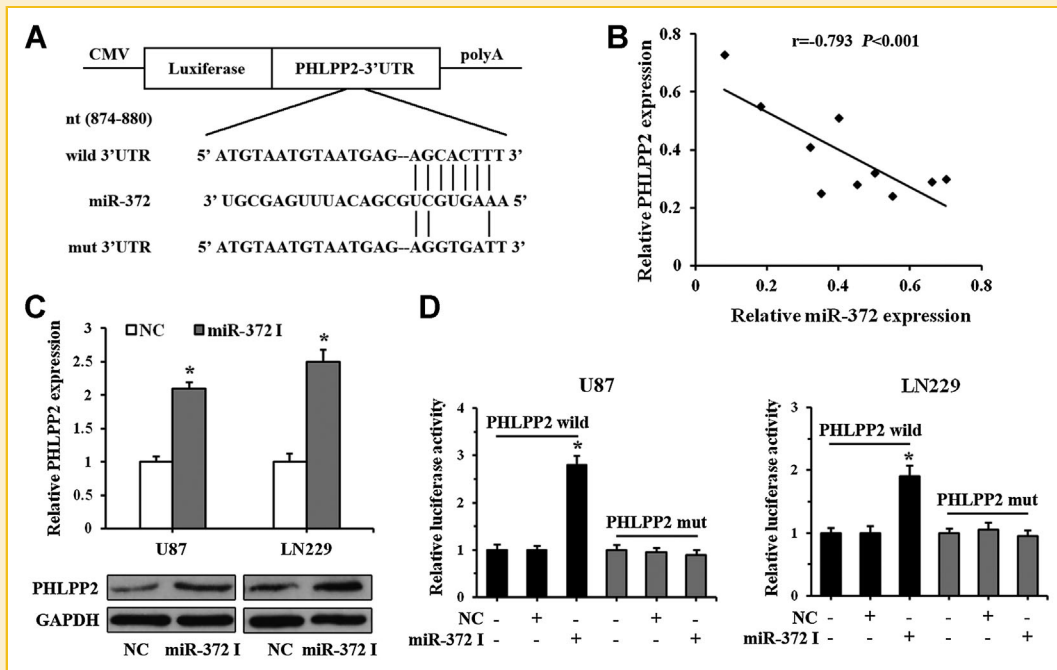 A
CMV
Luxiferase
PHLPP2-3'UTR
polyA
nt (874-880)
wild 3'UTR 5' ATGTAATGTAATGAG--AGCACTTT 3'
miR-372 3' UGCGAGUUUACAGCGUCGUGAAA 5'
mut 3'UTR 5' ATGTAATGTAATGAG--AGGTGATT 3'
B
r=-0.793 P<0.001
Relative PHLPP2 expression
0.8
0.6
0.4
0.2
0
0 0.2 0.4 0.6 0.8
Relative miR-372 expression
C
NC miR-372 I
Relative PHLPP2 expression
3
2.5
2
1.5
1
0.5
0
* *
U87 LN229
PHLPP2
GAPDH
NC miR-372 I NC miR-372 I
D
U87
Relative luciferase activity
4
3
2
1
0
PHLPP2 wild
*
PHLPP2 mut
NC - + - - + -
miR-372 I - - + - - +
LN229
Relative luciferase activity
3
2
1
0
PHLPP2 wild
*
PHLPP2 mut
NC - + - - + -
miR-372 I - - + - - +